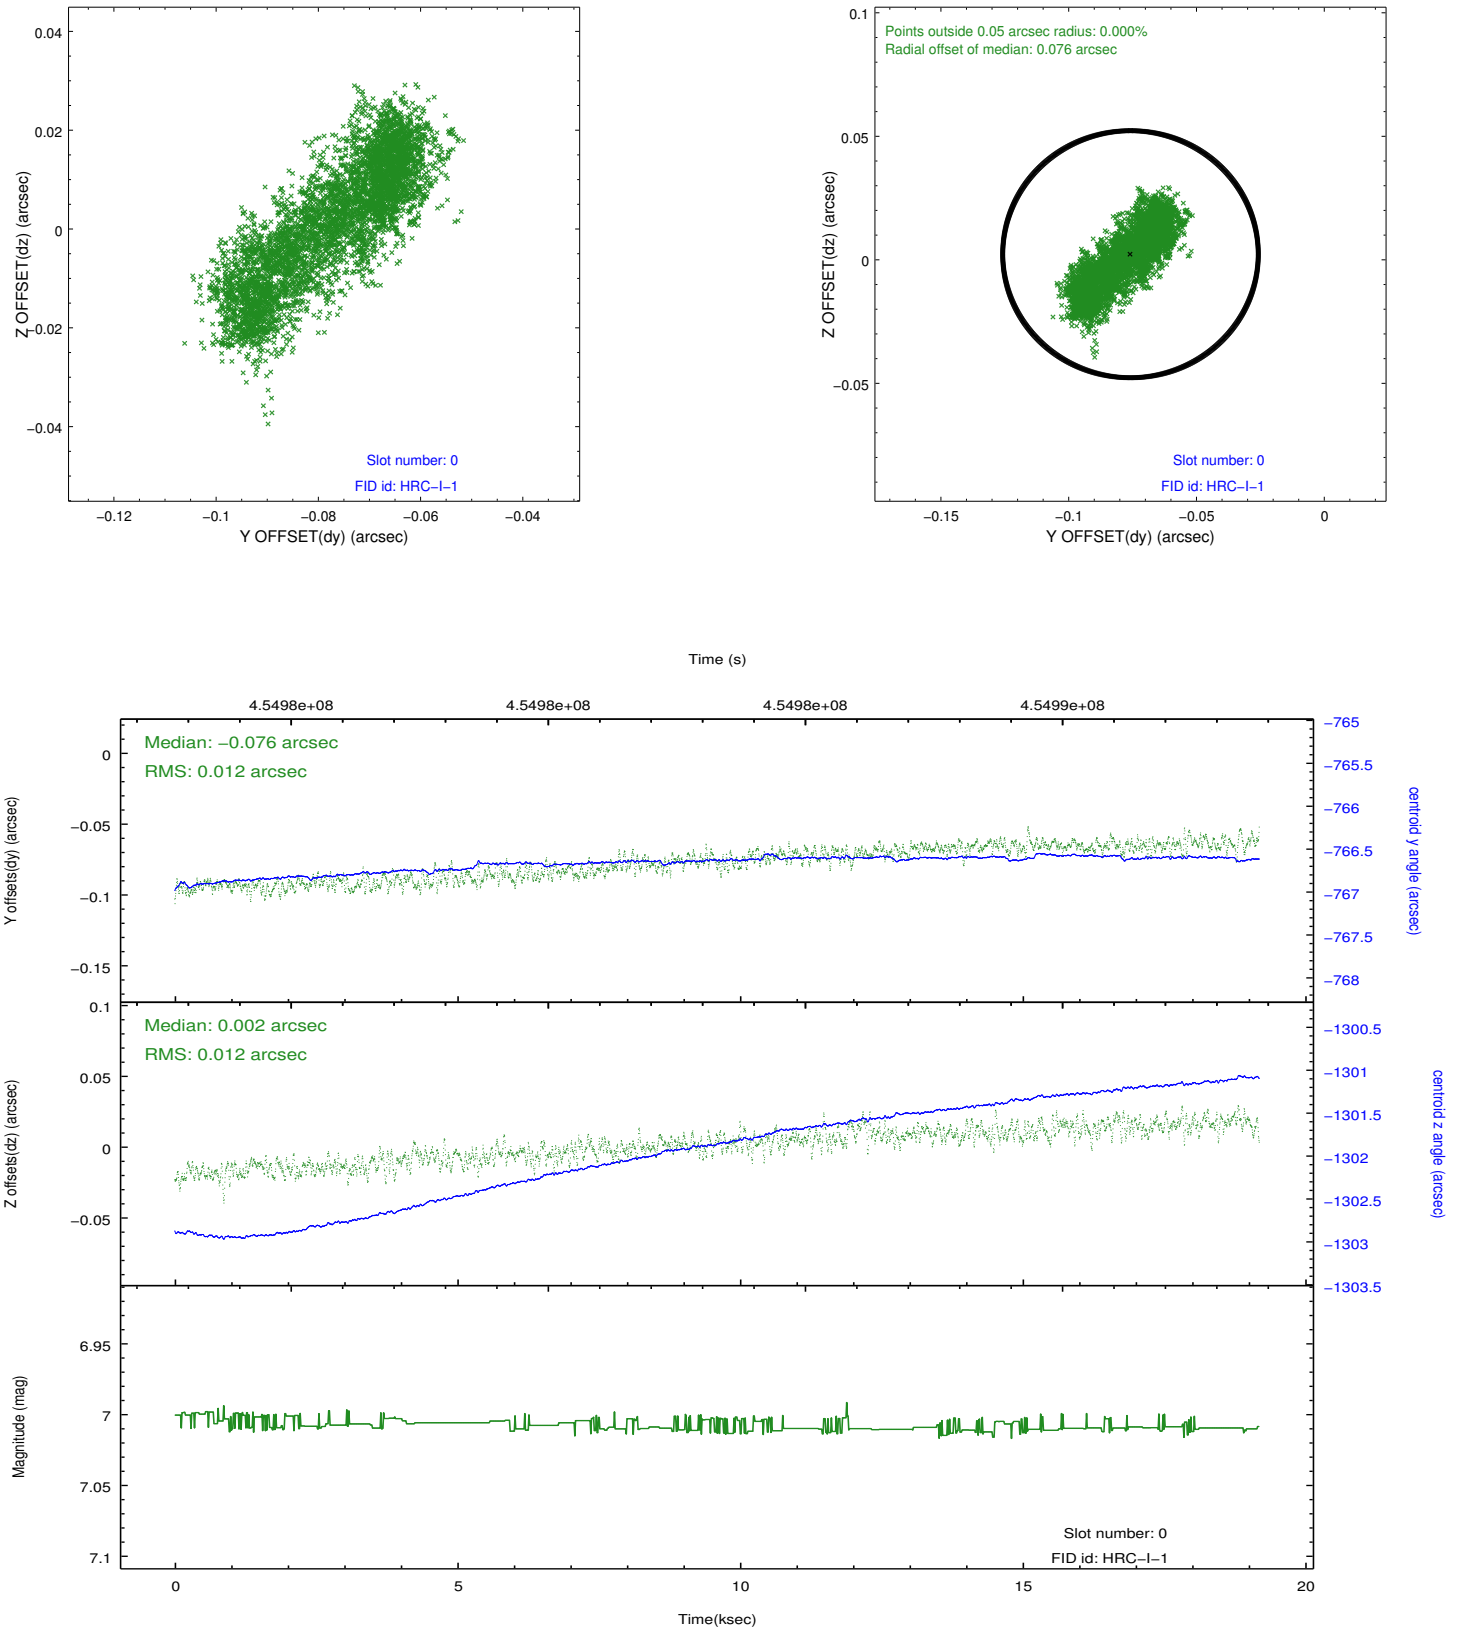 0.04
0.02
0
−0.02
−0.04
Z OFFSET(dz) (arcsec)
Slot number: 0
FID id: HRC−I−1
−0.12
−0.1
−0.08
−0.06
−0.04
Y OFFSET(dy) (arcsec)
0.1
0.05
0
−0.05
Z OFFSET(dz) (arcsec)
Points outside 0.05 arcsec radius: 0.000%
Radial offset of median: 0.076 arcsec
Slot number: 0
FID id: HRC−I−1
−0.15
−0.1
−0.05
0
Y OFFSET(dy) (arcsec)
Time (s)
4.5498e+08
4.5498e+08
4.5498e+08
4.5499e+08
Median: −0.076 arcsec
RMS: 0.012 arcsec
0
−0.05
−0.1
−0.15
Y offsets(dy) (arcsec)
−765
−765.5
−766
−766.5
−767
−767.5
−768
centroid y angle (arcsec)
Median: 0.002 arcsec
RMS: 0.012 arcsec
0.1
0.05
0
−0.05
Z offsets(dz) (arcsec)
−1300.5
−1301
−1301.5
−1302
−1302.5
−1303
−1303.5
centroid z angle (arcsec)
6.95
7
7.05
7.1
Magnitude (mag)
Slot number: 0
FID id: HRC−I−1
0
5
10
15
20
Time(ksec)